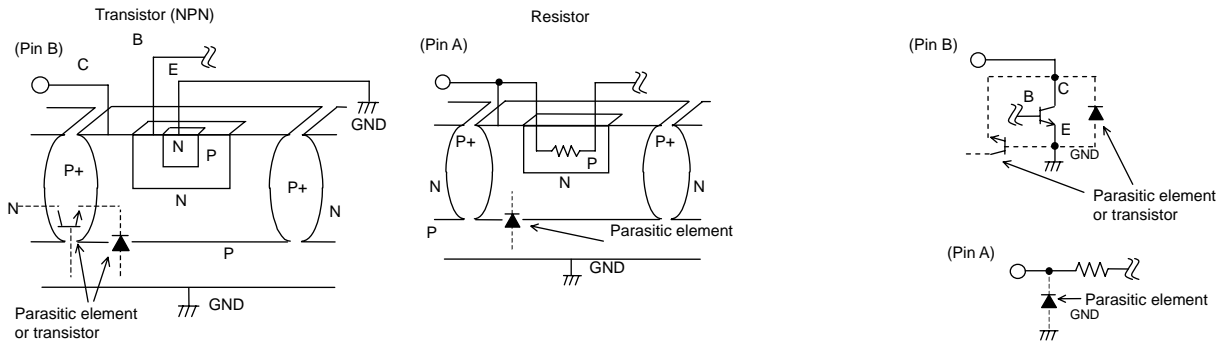 Transistor (NPN)
(Pin B)
C
B
E
GND
N
P
P+
N
P+
N
N
P
GND
Parasitic element
or transistor
Resistor
(Pin A)
P+
P
P+
N
N
N
P
Parasitic element
GND
(Pin B)
C
B
E
GND
Parasitic element
or transistor
(Pin A)
Parasitic element
GND